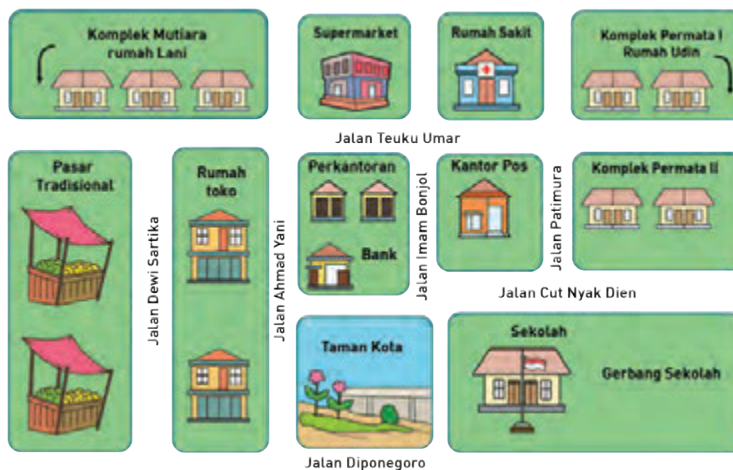 Komplek Mutiara
rumah Lani
Supermarket
Rumah Sakit
Komplek Permata I
Rumah Udin
Jalan Teuku Umar
Pasar
Tradisional
Jalan Dewi Sartika
Rumah
toko
Jalan Ahmad Yani
Perkantoran
Bank
Jalan Imam Bonjol
Kantor Pos
Jalan Patimura
Komplek Permata II
Jalan Cut Nyak Dien
Taman Kota
Sekolah
Gerbang Sekolah
Jalan Diponegoro